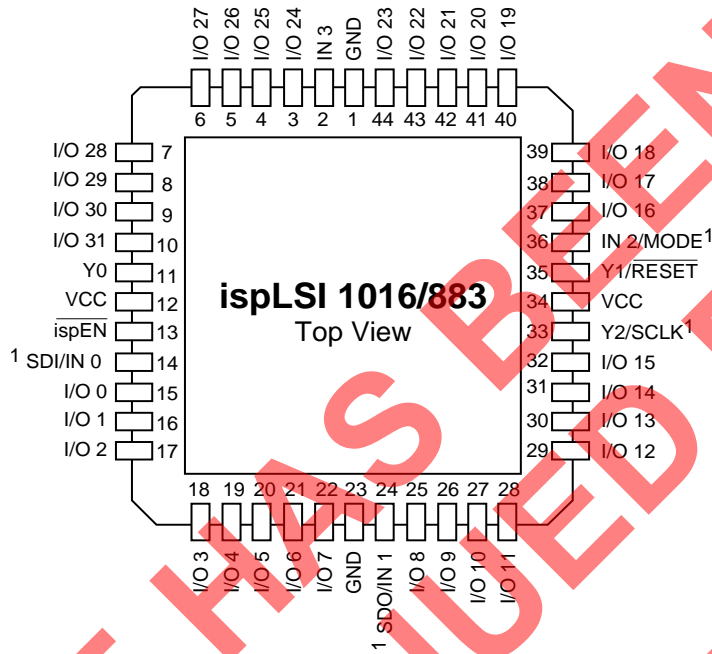 I/O 27
I/O 26
I/O 25
I/O 24
IN 3
GND
I/O 23
I/O 22
I/O 21
I/O 20
I/O 19
6 5 4 3 2 1 44 43 42 41 40
I/O 28 7
I/O 29 8
I/O 30 9
I/O 31 10
Y0 11
VCC 12
ispEN 13
1 SDI/IN 0 14
I/O 0 15
I/O 1 16
I/O 2 17
39 I/O 18
38 I/O 17
37 I/O 16
36 IN 2/MODE1
35 Y1/RESET
34 VCC
33 Y2/SCLK1
32 I/O 15
31 I/O 14
30 I/O 13
29 I/O 12
ispLSI 1016/883
Top View
18 19 20 21 22 23 24 25 26 27 28
I/O 3
I/O 4
I/O 5
I/O 6
I/O 7
GND
1 SDO/IN 1
I/O 8
I/O 9
I/O 10
I/O 11
HAS BEEN